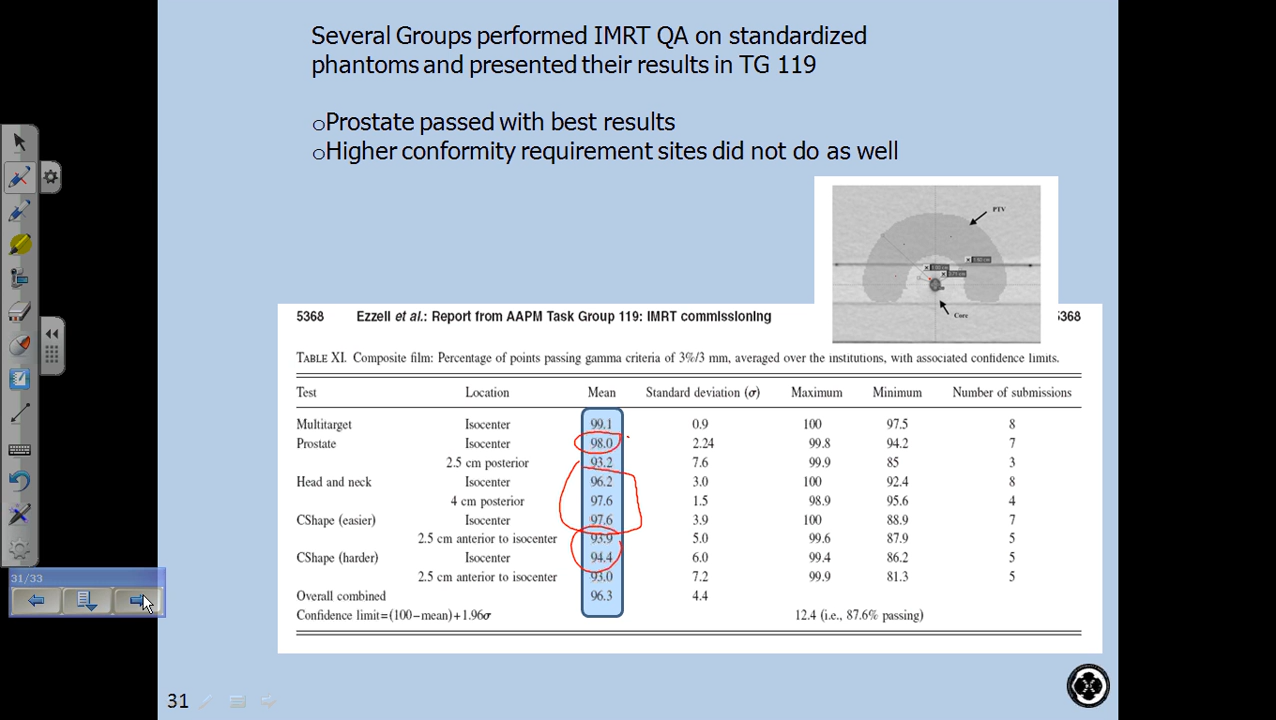 Several Groups performed IMRT QA on standardized
phantoms and presented their results in TG 119
oProstate passed with best results
oHigher conformity requirement sites did not do as well
PTV
Core
5368 Ezzell et al.: Report from AAPM Task Group 119: IMRT commissioning 5368
TABLE XI. Composite film: Percentage of points passing gamma criteria of 3%/3 mm, averaged over the institutions, with associated confidence limits.
Test Location Mean Standard deviation (σ) Maximum Minimum Number of submissions
Multitarget Isocenter 99.1 0.9 100 97.5 8
Prostate Isocenter 98.0 2.24 99.8 94.2 7
2.5 cm posterior 93.2 7.6 99.9 85 3
Head and neck Isocenter 96.2 3.0 100 92.4 8
4 cm posterior 97.6 1.5 98.9 95.6 4
CShape (easier) Isocenter 97.6 3.9 100 88.9 7
2.5 cm anterior to isocenter 93.9 5.0 99.6 87.9 5
CShape (harder) Isocenter 94.4 6.0 99.4 86.2 5
2.5 cm anterior to isocenter 93.0 7.2 99.9 81.3 5
Overall combined 96.3 4.4
Confidence limit=(100−mean)+1.96σ 12.4 (i.e., 87.6% passing)
31/33
31